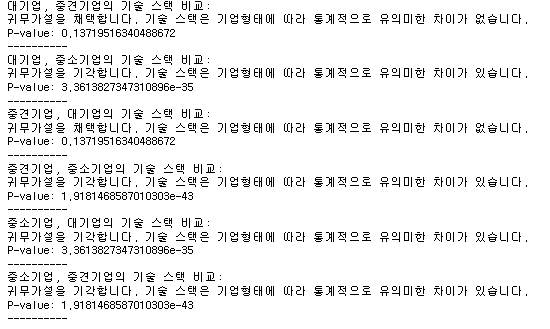 대기업, 중견기업의 기술 스택 비교:
귀무가설을 채택합니다. 기술 스택은 기업형태에 따라 통계적으로 유의미한 차이가 없습니다.
P-value: 0.13719516340488672
----------
대기업, 중소기업의 기술 스택 비교:
귀무가설을 기각합니다. 기술 스택은 기업형태에 따라 통계적으로 유의미한 차이가 있습니다.
P-value: 3.3613827347310896e-35
----------
중견기업, 대기업의 기술 스택 비교:
귀무가설을 채택합니다. 기술 스택은 기업형태에 따라 통계적으로 유의미한 차이가 없습니다.
P-value: 0.13719516340488672
----------
중견기업, 중소기업의 기술 스택 비교:
귀무가설을 기각합니다. 기술 스택은 기업형태에 따라 통계적으로 유의미한 차이가 있습니다.
P-value: 1.9181468587010303e-43
----------
중소기업, 대기업의 기술 스택 비교:
귀무가설을 기각합니다. 기술 스택은 기업형태에 따라 통계적으로 유의미한 차이가 있습니다.
P-value: 3.3613827347310896e-35
----------
중소기업, 중견기업의 기술 스택 비교:
귀무가설을 기각합니다. 기술 스택은 기업형태에 따라 통계적으로 유의미한 차이가 있습니다.
P-value: 1.9181468587010303e-43
----------